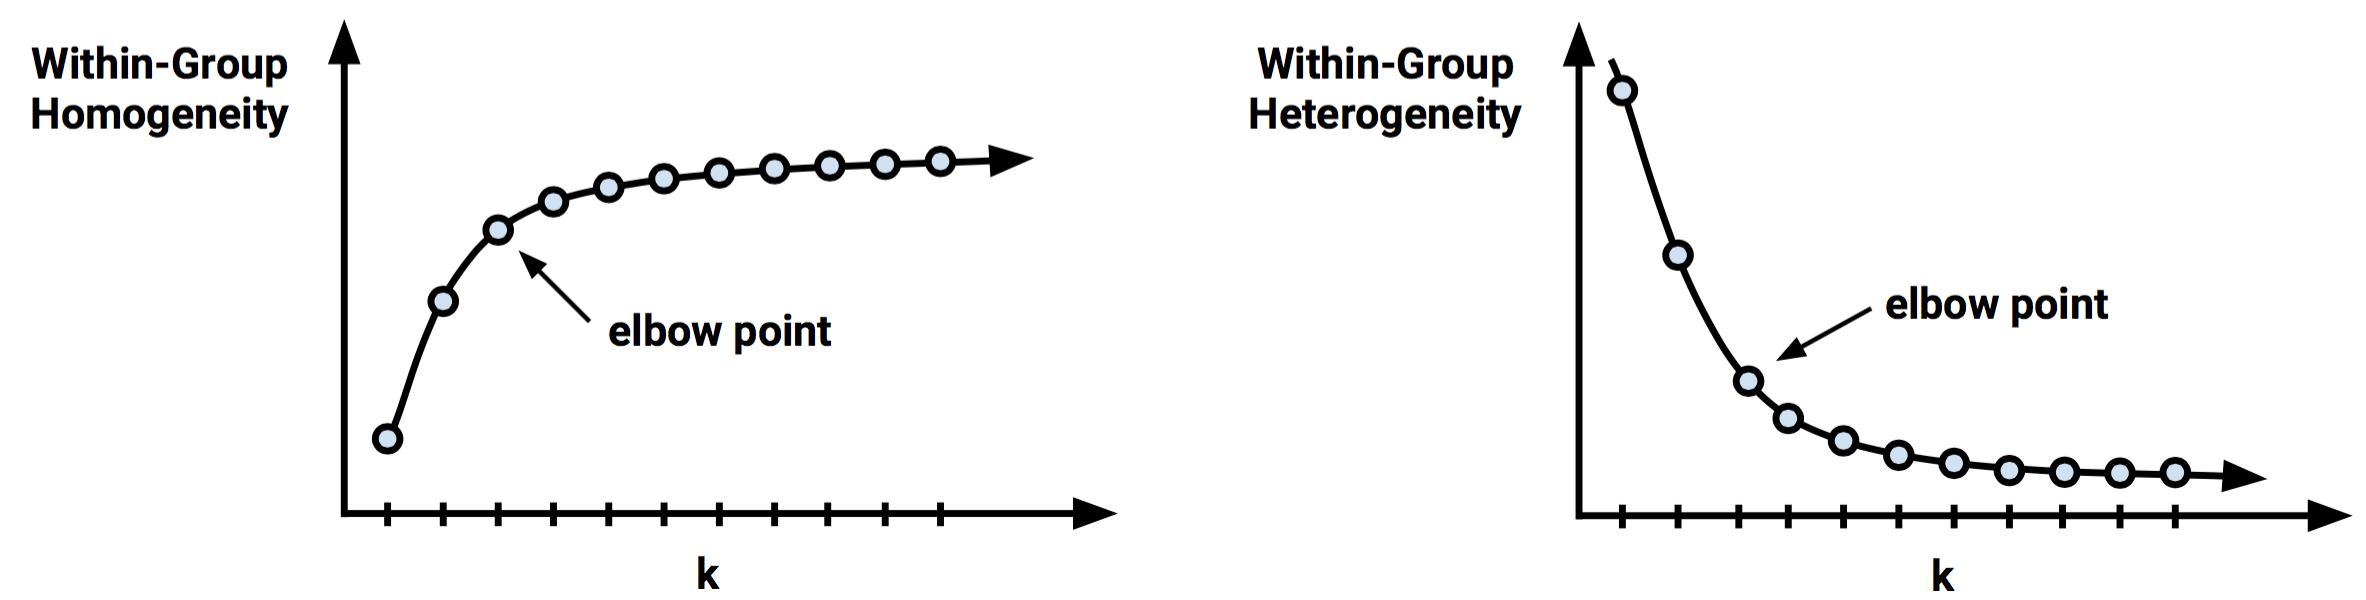 Within-Group
Homogeneity
elbow point
k
Within-Group
Heterogeneity
elbow point
k